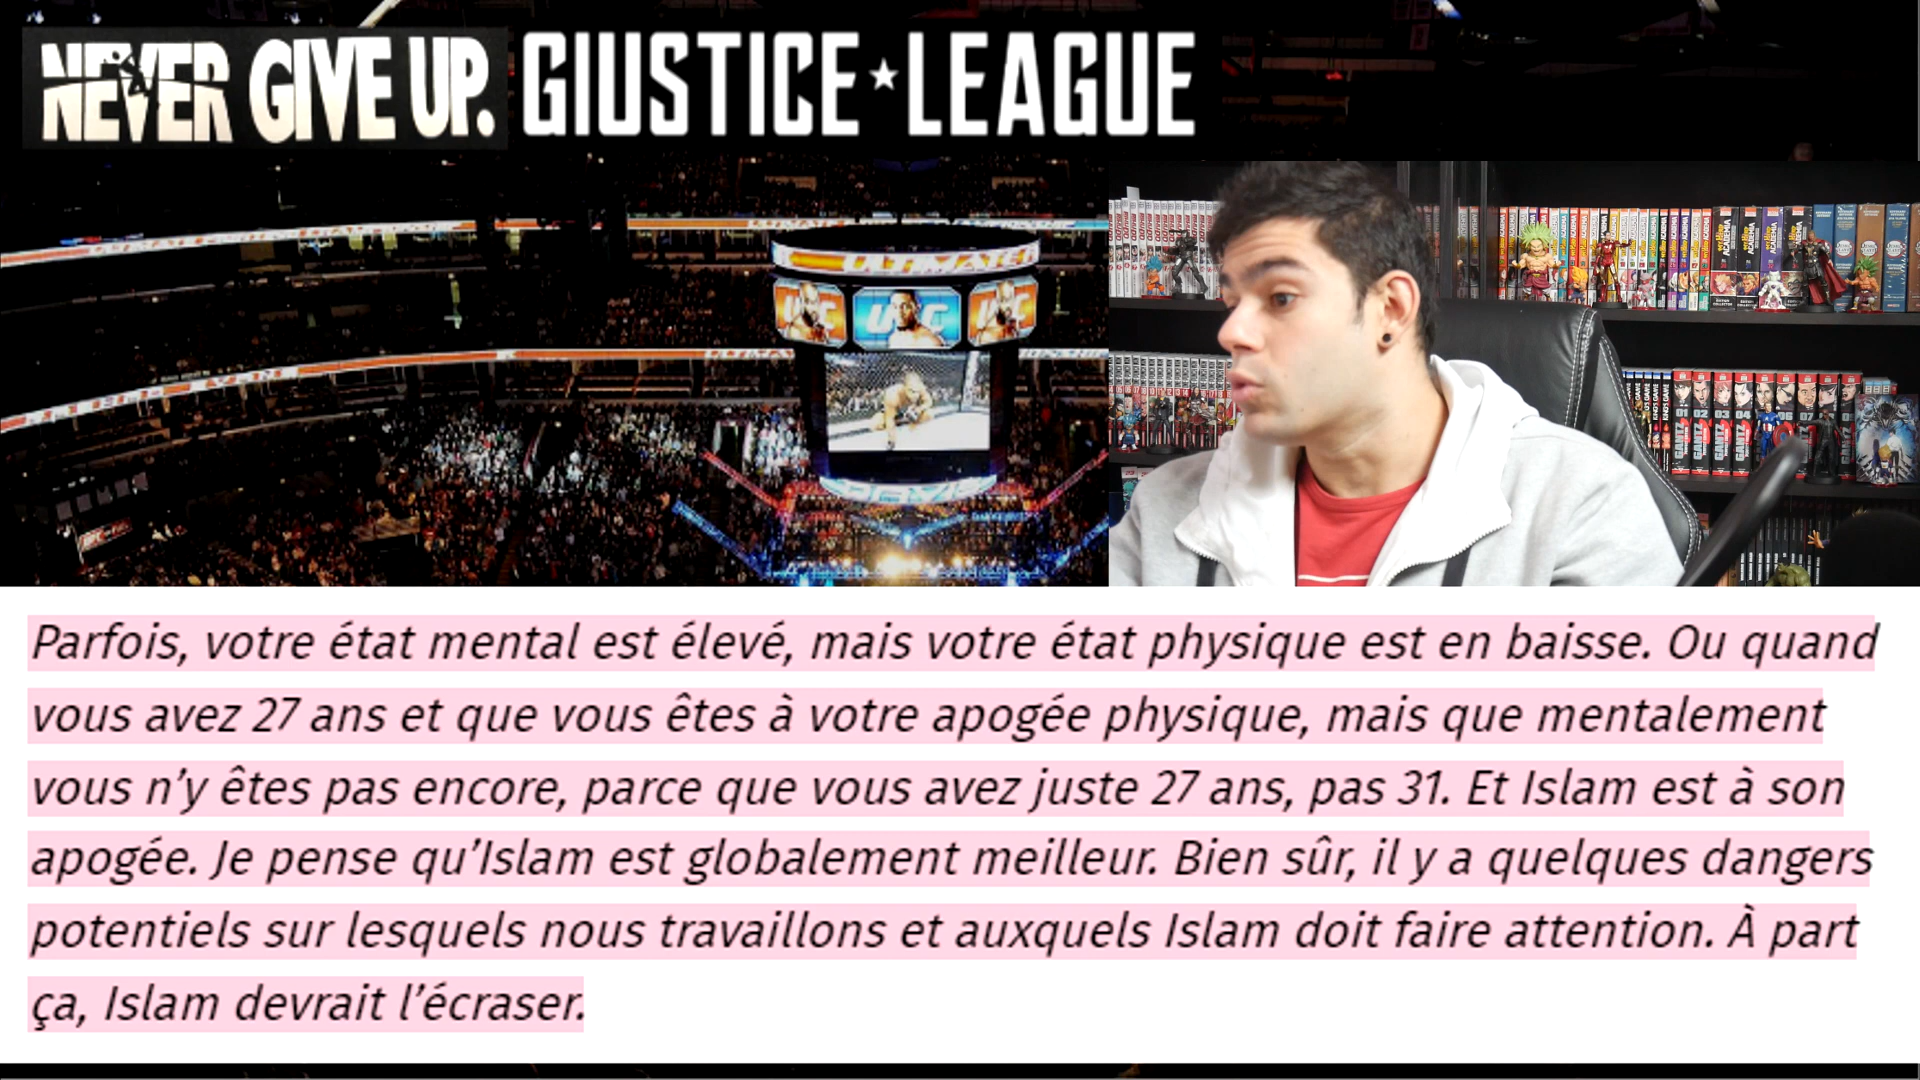 NEVER GIVE UP. GIUSTICE★LEAGUE
UFC UFC UFC
Parfois, votre état mental est élevé, mais votre état physique est en baisse. Ou quand
vous avez 27 ans et que vous êtes à votre apogée physique, mais que mentalement
vous n’y êtes pas encore, parce que vous avez juste 27 ans, pas 31. Et Islam est à son
apogée. Je pense qu’Islam est globalement meilleur. Bien sûr, il y a quelques dangers
potentiels sur lesquels nous travaillons et auxquels Islam doit faire attention. À part
ça, Islam devrait l’écraser.